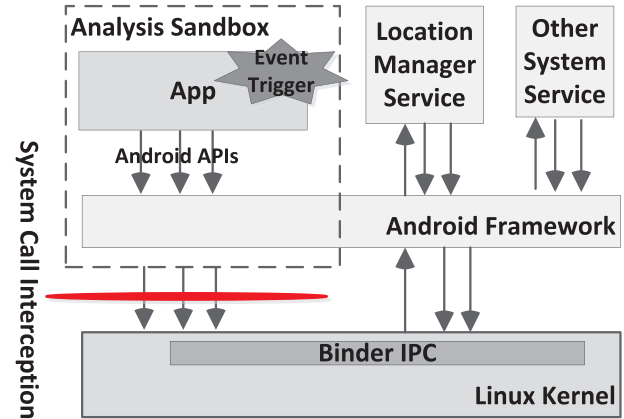 Analysis Sandbox
Event
Trigger
App
Android APIs
Location
Manager
Service
Other
System
Service
Android Framework
System Call Interception
Binder IPC
Linux Kernel